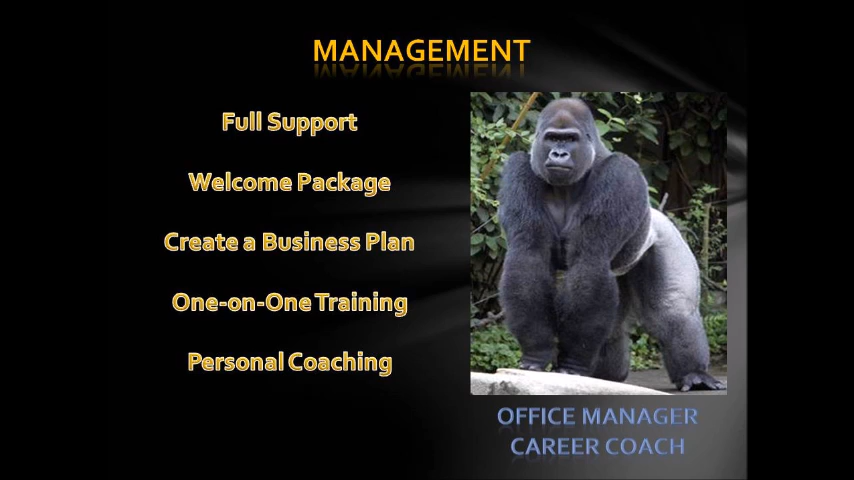 MANAGEMENT
Full Support
Welcome Package
Create a Business Plan
One-on-One Training
Personal Coaching
OFFICE MANAGER
CAREER COACH